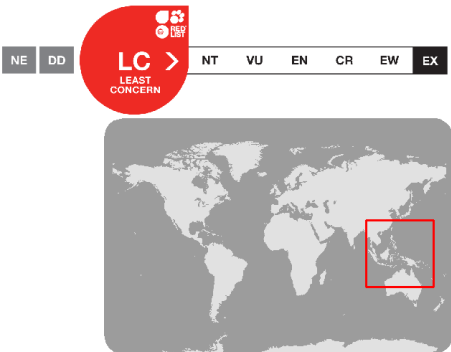 RED
LIST
NE DD LC > NT VU EN CR EW EX
LEAST
CONCERN